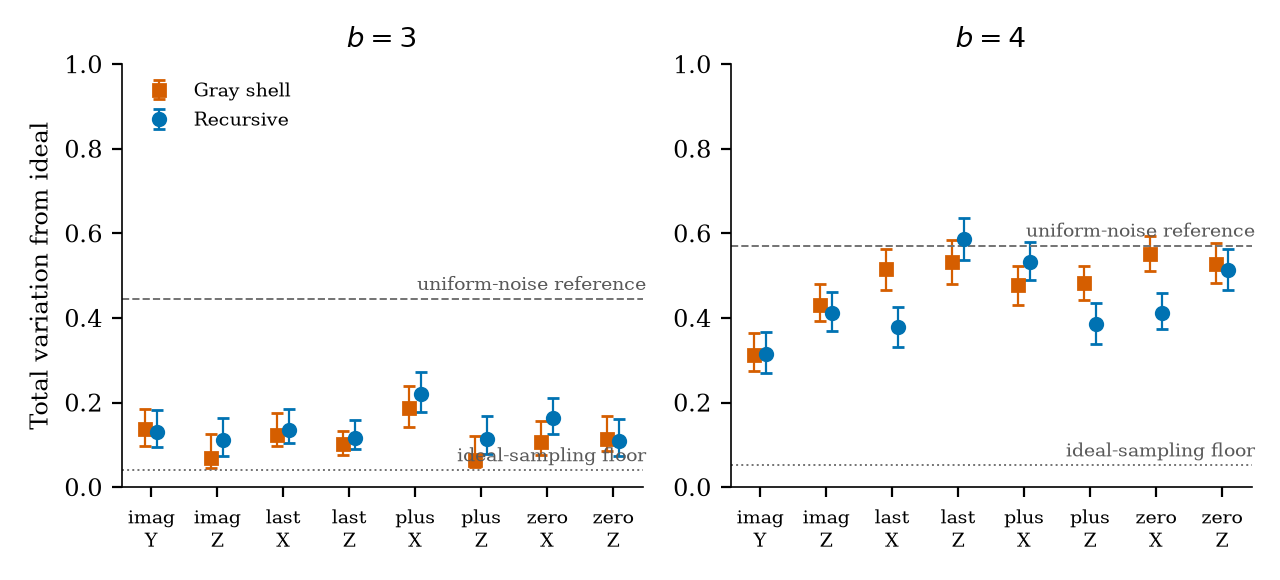 b = 3
b = 4
Total variation from ideal
1.0
0.8
0.6
0.4
0.2
0.0
Gray shell
Recursive
uniform-noise reference
ideal-sampling floor
imag Y
imag Z
last X
last Z
plus X
plus Z
zero X
zero Z
1.0
0.8
0.6
0.4
0.2
0.0
uniform-noise reference
ideal-sampling floor
imag Y
imag Z
last X
last Z
plus X
plus Z
zero X
zero Z